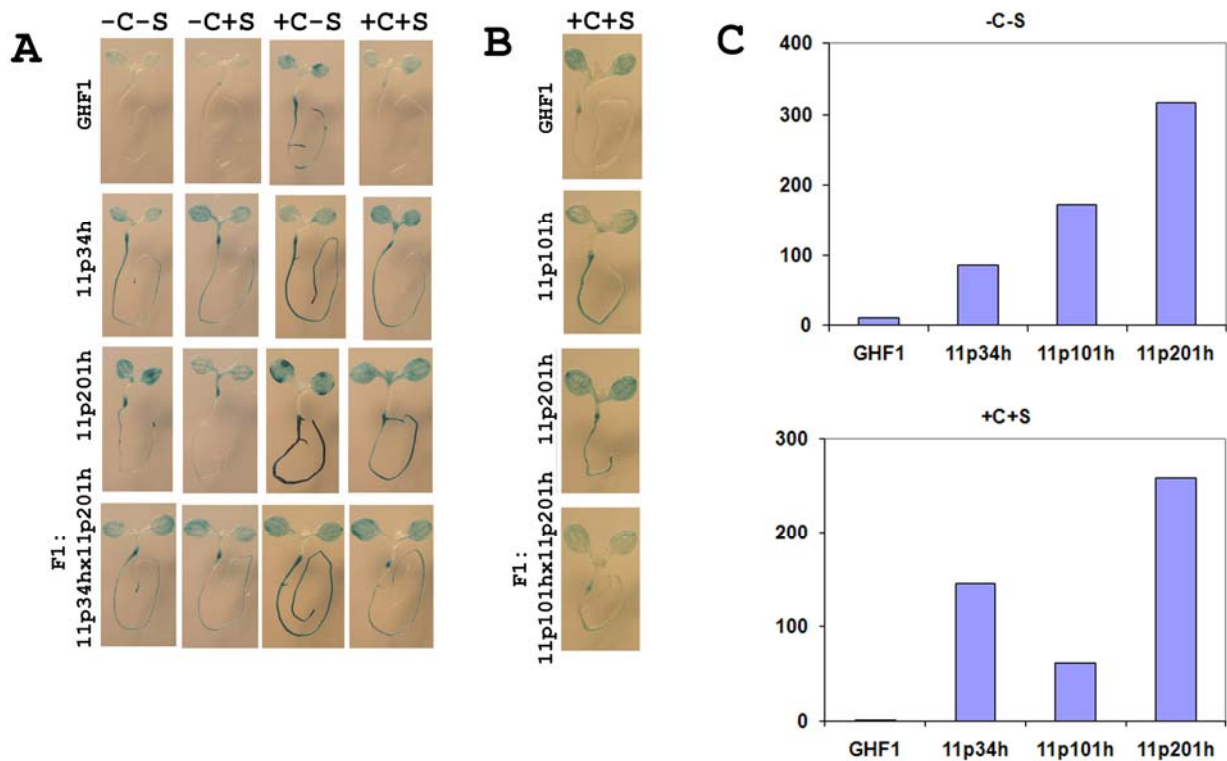 A
-C-S -C+S +C-S +C+S
GHF1
11p34h
11p201h
F1:
11p34hx11p201h
B
+C+S
GHF1
11p101h
11p201h
F1:
11p101hx11p201h
C
-C-S
400
300
200
100
0
GHF1 11p34h 11p101h 11p201h
+C+S
300
200
100
0
GHF1 11p34h 11p101h 11p201h